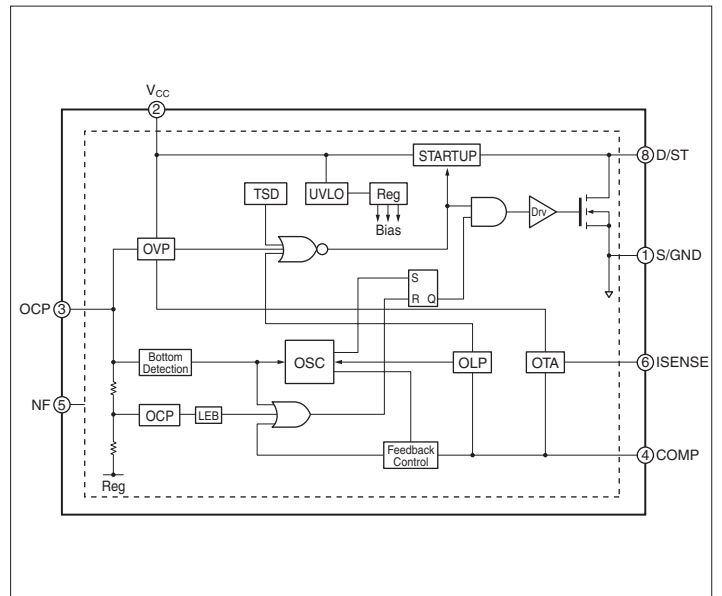 VCC
②
STARTUP
⑧ D/ST
TSD
UVLO
Reg
Bias
Drv
OVP
① S/GND
S
R Q
OCP ③
Bottom
Detection
OSC
OLP
OTA
⑥ ISENSE
NF ⑤
OCP
LEB
Feedback
Control
④ COMP
Reg